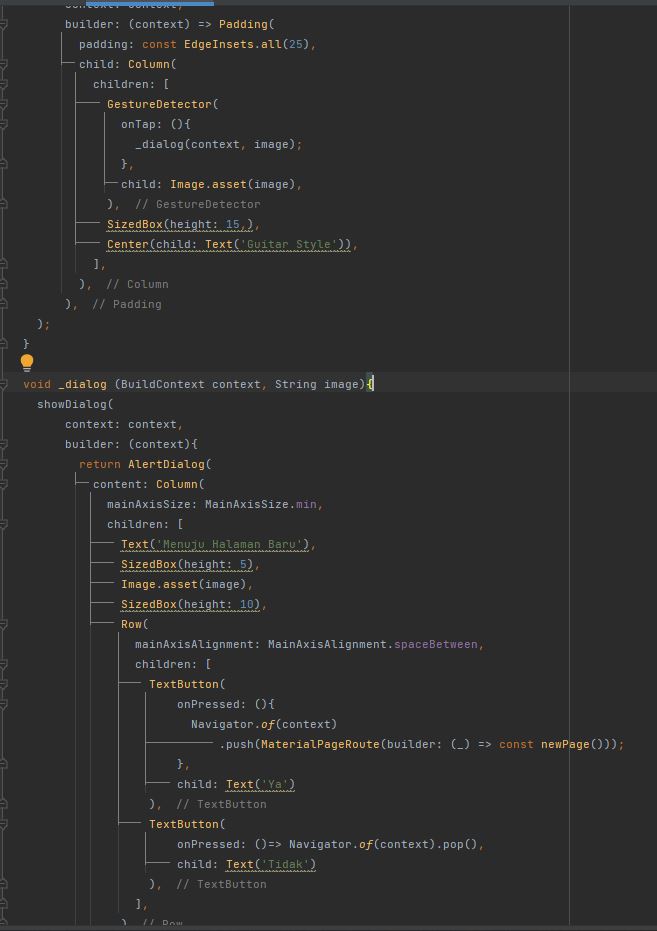 context: context,
builder: (context) => Padding(
padding: const EdgeInsets.all(25),
child: Column(
children: [
GestureDetector(
onTap: (){
_dialog(context, image);
},
child: Image.asset(image),
), // GestureDetector
SizedBox(height: 15,),
Center(child: Text('Guitar Style')),
],
), // Column
), // Padding
);
}
void _dialog (BuildContext context, String image){
showDialog(
context: context,
builder: (context){
return AlertDialog(
content: Column(
mainAxisSize: MainAxisSize.min,
children: [
Text('Menuju Halaman Baru'),
SizedBox(height: 5),
Image.asset(image),
SizedBox(height: 10),
Row(
mainAxisAlignment: MainAxisAlignment.spaceBetween,
children: [
TextButton(
onPressed: (){
Navigator.of(context)
.push(MaterialPageRoute(builder: (_) => const newPage()));
},
child: Text('Ya')
), // TextButton
TextButton(
onPressed: ()=> Navigator.of(context).pop(),
child: Text('Tidak')
), // TextButton
],
), // Row